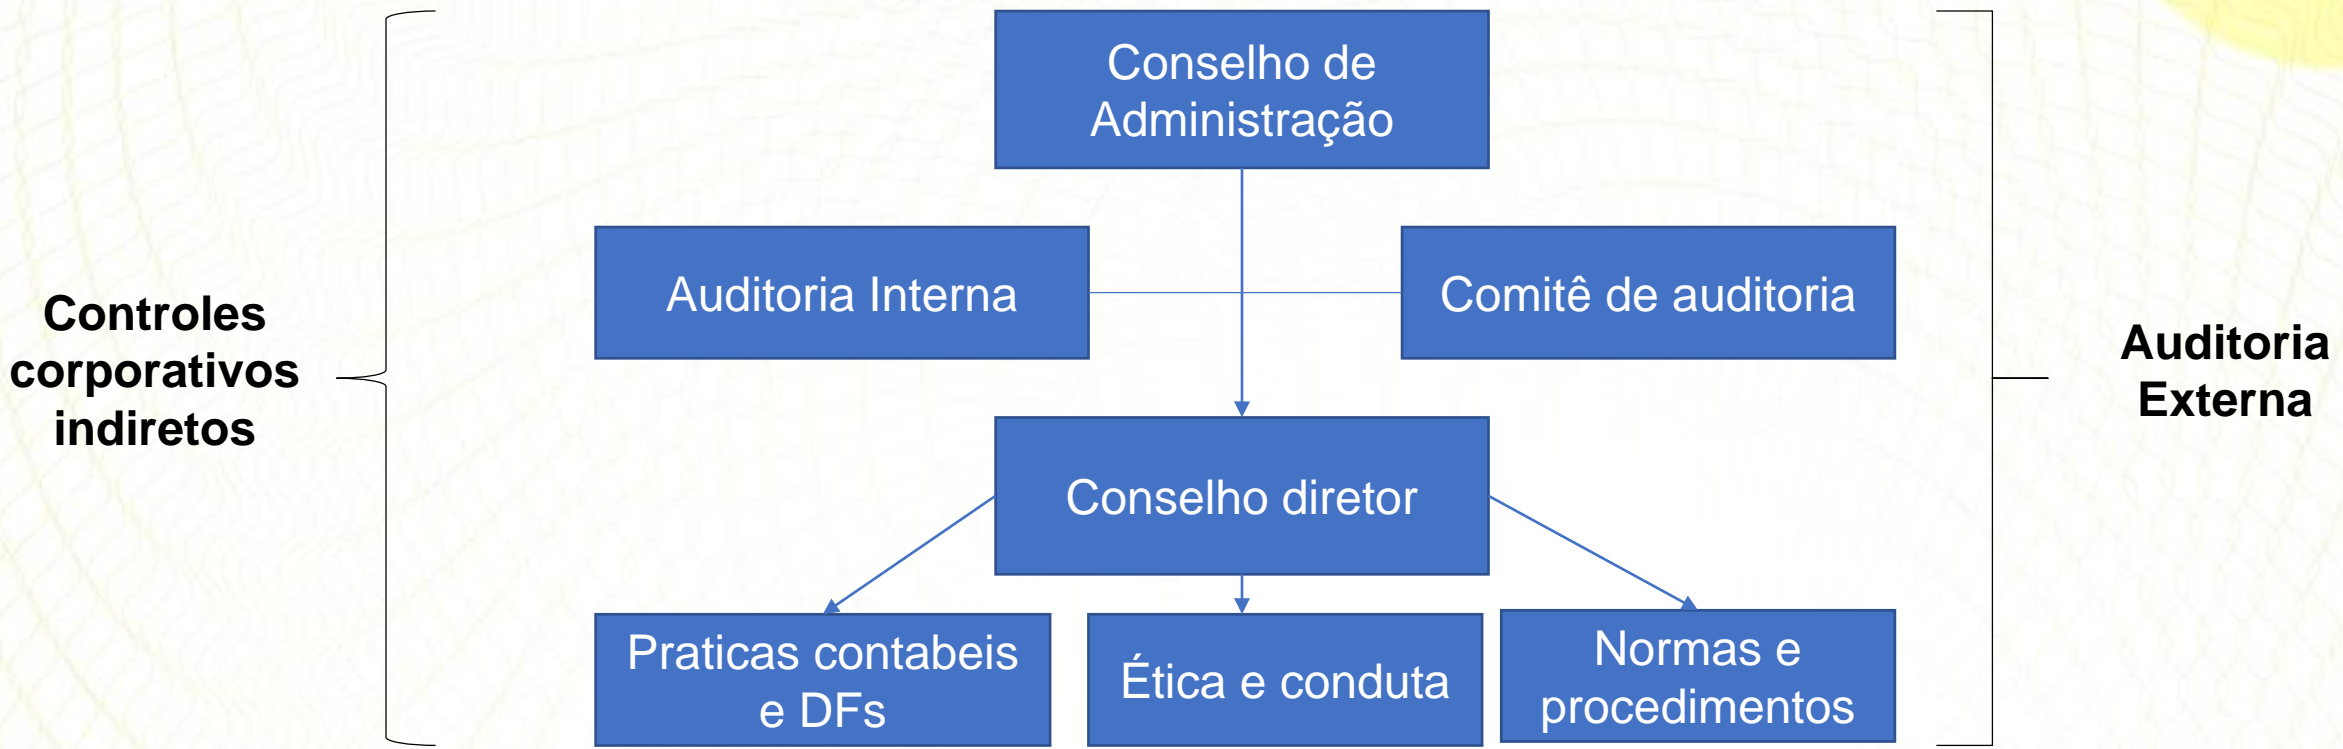 Conselho de
Administração
Auditoria Interna
Comitê de auditoria
Controles
corporativos
indiretos
Auditoria
Externa
Conselho diretor
Praticas contabeis
e DFs
Ética e conduta
Normas e
procedimentos